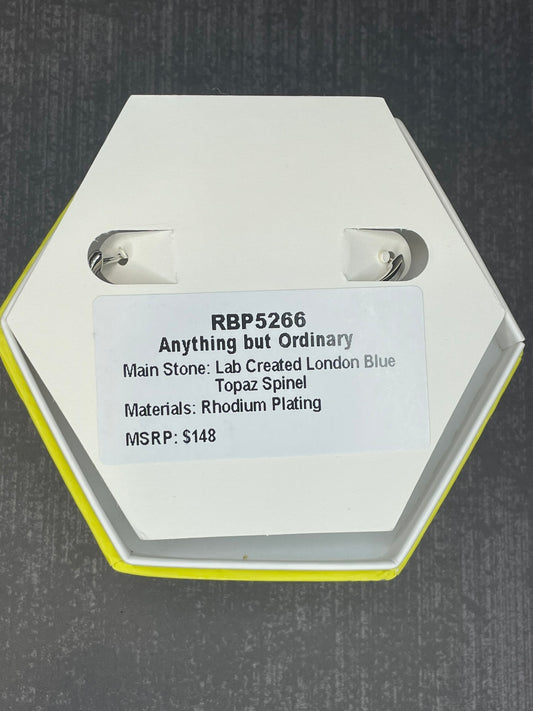 RBP5266
Anything but Ordinary
Main Stone: Lab Created London Blue
Topaz Spinel
Materials: Rhodium Plating
MSRP: $148